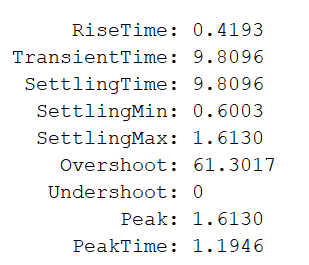 RiseTime: 0.4193
TransientTime: 9.8096
SettlingTime: 9.8096
SettlingMin: 0.6003
SettlingMax: 1.6130
Overshoot: 61.3017
Undershoot: 0
Peak: 1.6130
PeakTime: 1.1946